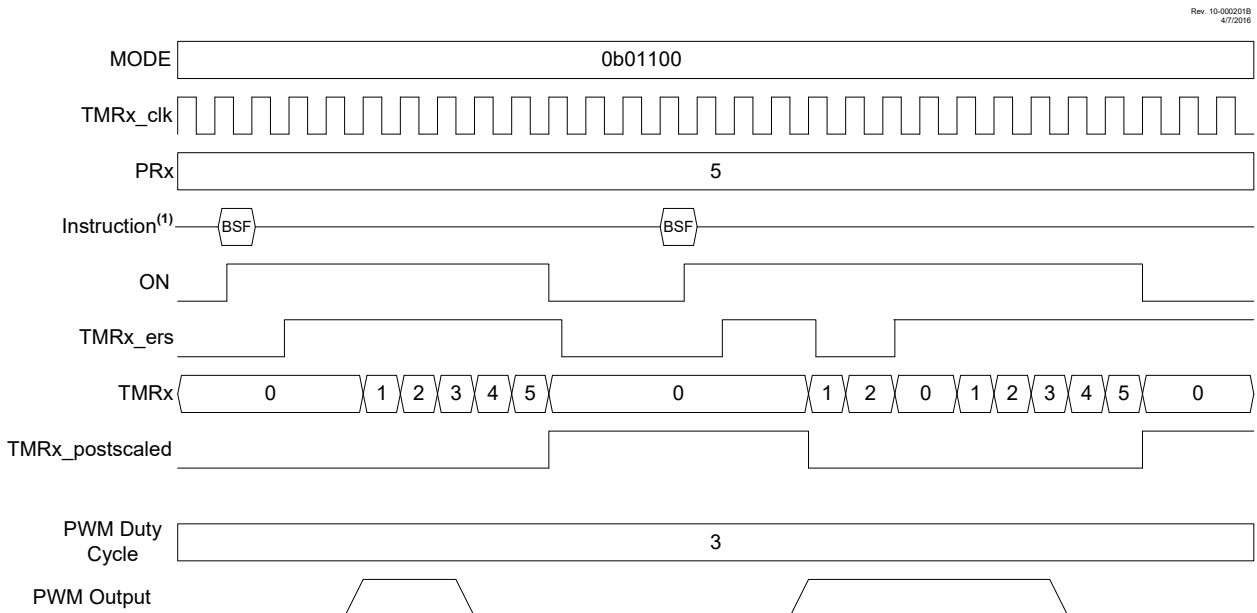 Rev. 10-000201B
4/7/2016
MODE 0b01100
TMRx_clk
PRx 5
Instruction(1) BSF BSF
ON
TMRx_ers
TMRx 0 1 2 3 4 5 0 1 2 0 1 2 3 4 5 0
TMRx_postscaled
PWM Duty
Cycle 3
PWM Output